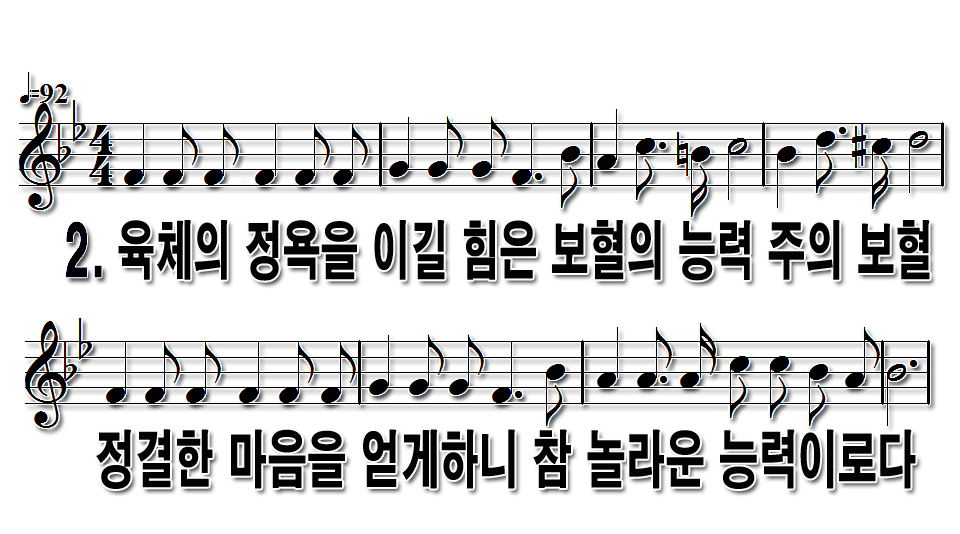 ♩=92
2. 육체의 정욕을 이길 힘은 보혈의 능력 주의 보혈
정결한 마음을 얻게하니 참 놀라운 능력이로다